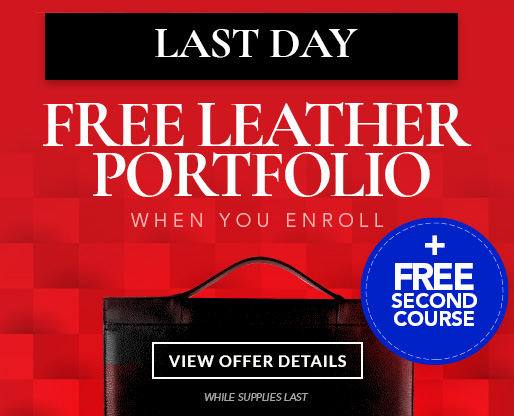 LAST DAY
FREE LEATHER
PORTFOLIO
WHEN YOU ENROLL
+
FREE
SECOND
COURSE
VIEW OFFER DETAILS
WHILE SUPPLIES LAST